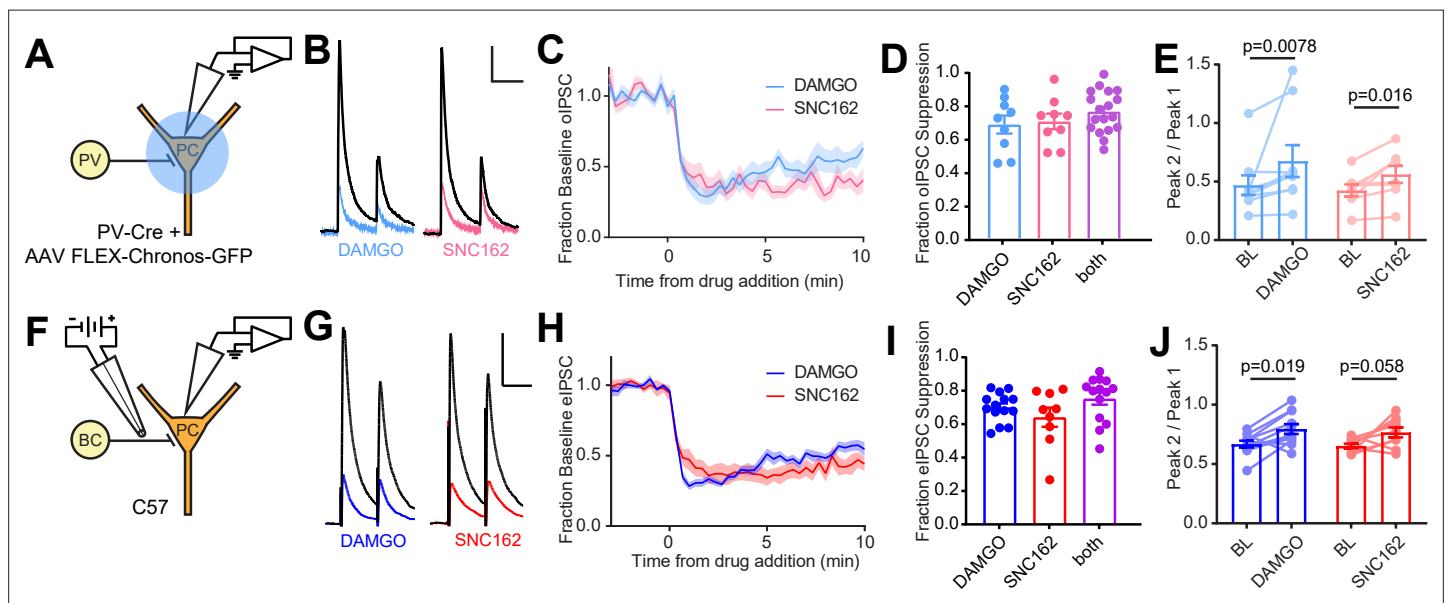 A
PV
PC
PV-Cre +
AAV FLEX-Chronos-GFP
B
DAMGO
SNC162
C
Fraction Baseline oIPSC
1.0
0.5
0.0
DAMGO
SNC162
0
5
10
Time from drug addition (min)
D
Fraction oIPSC Suppression
1.0
0.8
0.6
0.4
0.2
0.0
DAMGO
SNC162
both
E
Peak 2 / Peak 1
1.5
1.0
0.5
0.0
p=0.0078
p=0.016
BL
DAMGO
BL
SNC162
F
- +
BC
PC
C57
G
DAMGO
SNC162
H
Fraction Baseline eIPSC
1.0
0.5
0.0
DAMGO
SNC162
0
5
10
Time from drug addition (min)
I
Fraction eIPSC Suppression
1.0
0.8
0.6
0.4
0.2
0.0
DAMGO
SNC162
both
J
Peak 2 / Peak 1
1.5
1.0
0.5
0.0
p=0.019
p=0.058
BL
DAMGO
BL
SNC162